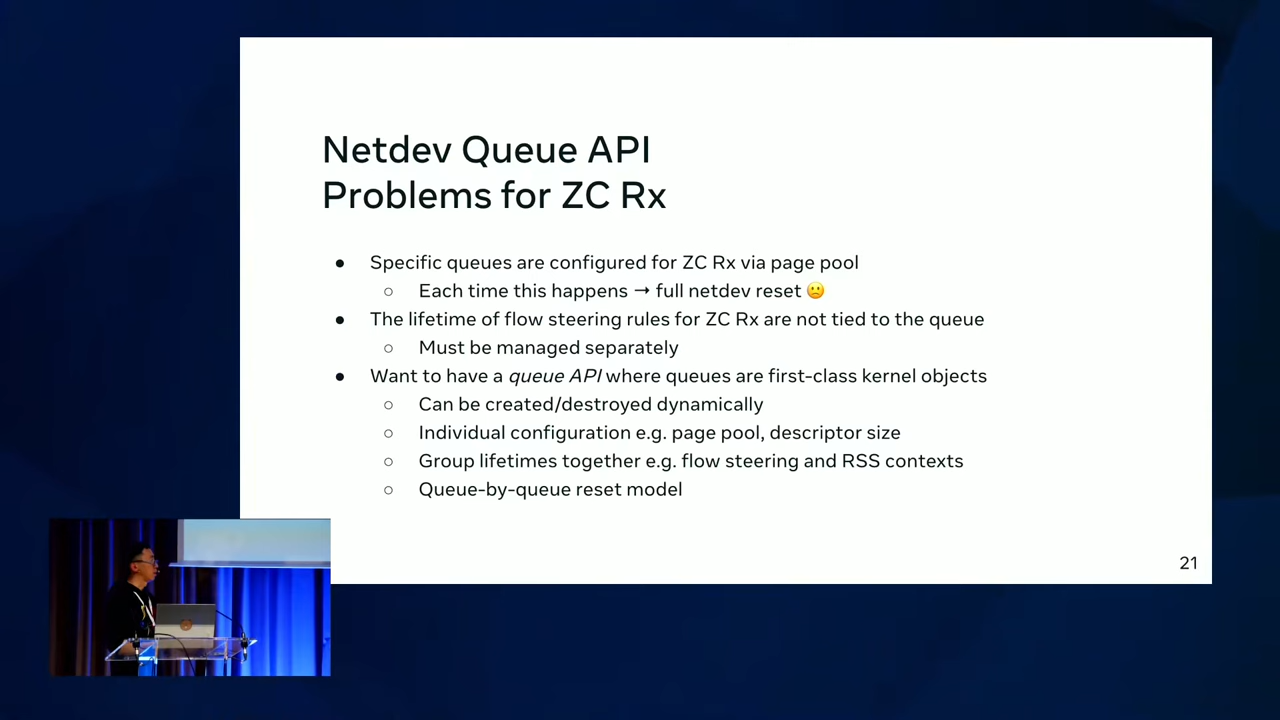 Netdev Queue API
Problems for ZC Rx
● Specific queues are configured for ZC Rx via page pool
○ Each time this happens → full netdev reset 🙁
● The lifetime of flow steering rules for ZC Rx are not tied to the queue
○ Must be managed separately
● Want to have a queue API where queues are first-class kernel objects
○ Can be created/destroyed dynamically
○ Individual configuration e.g. page pool, descriptor size
○ Group lifetimes together e.g. flow steering and RSS contexts
○ Queue-by-queue reset model
21